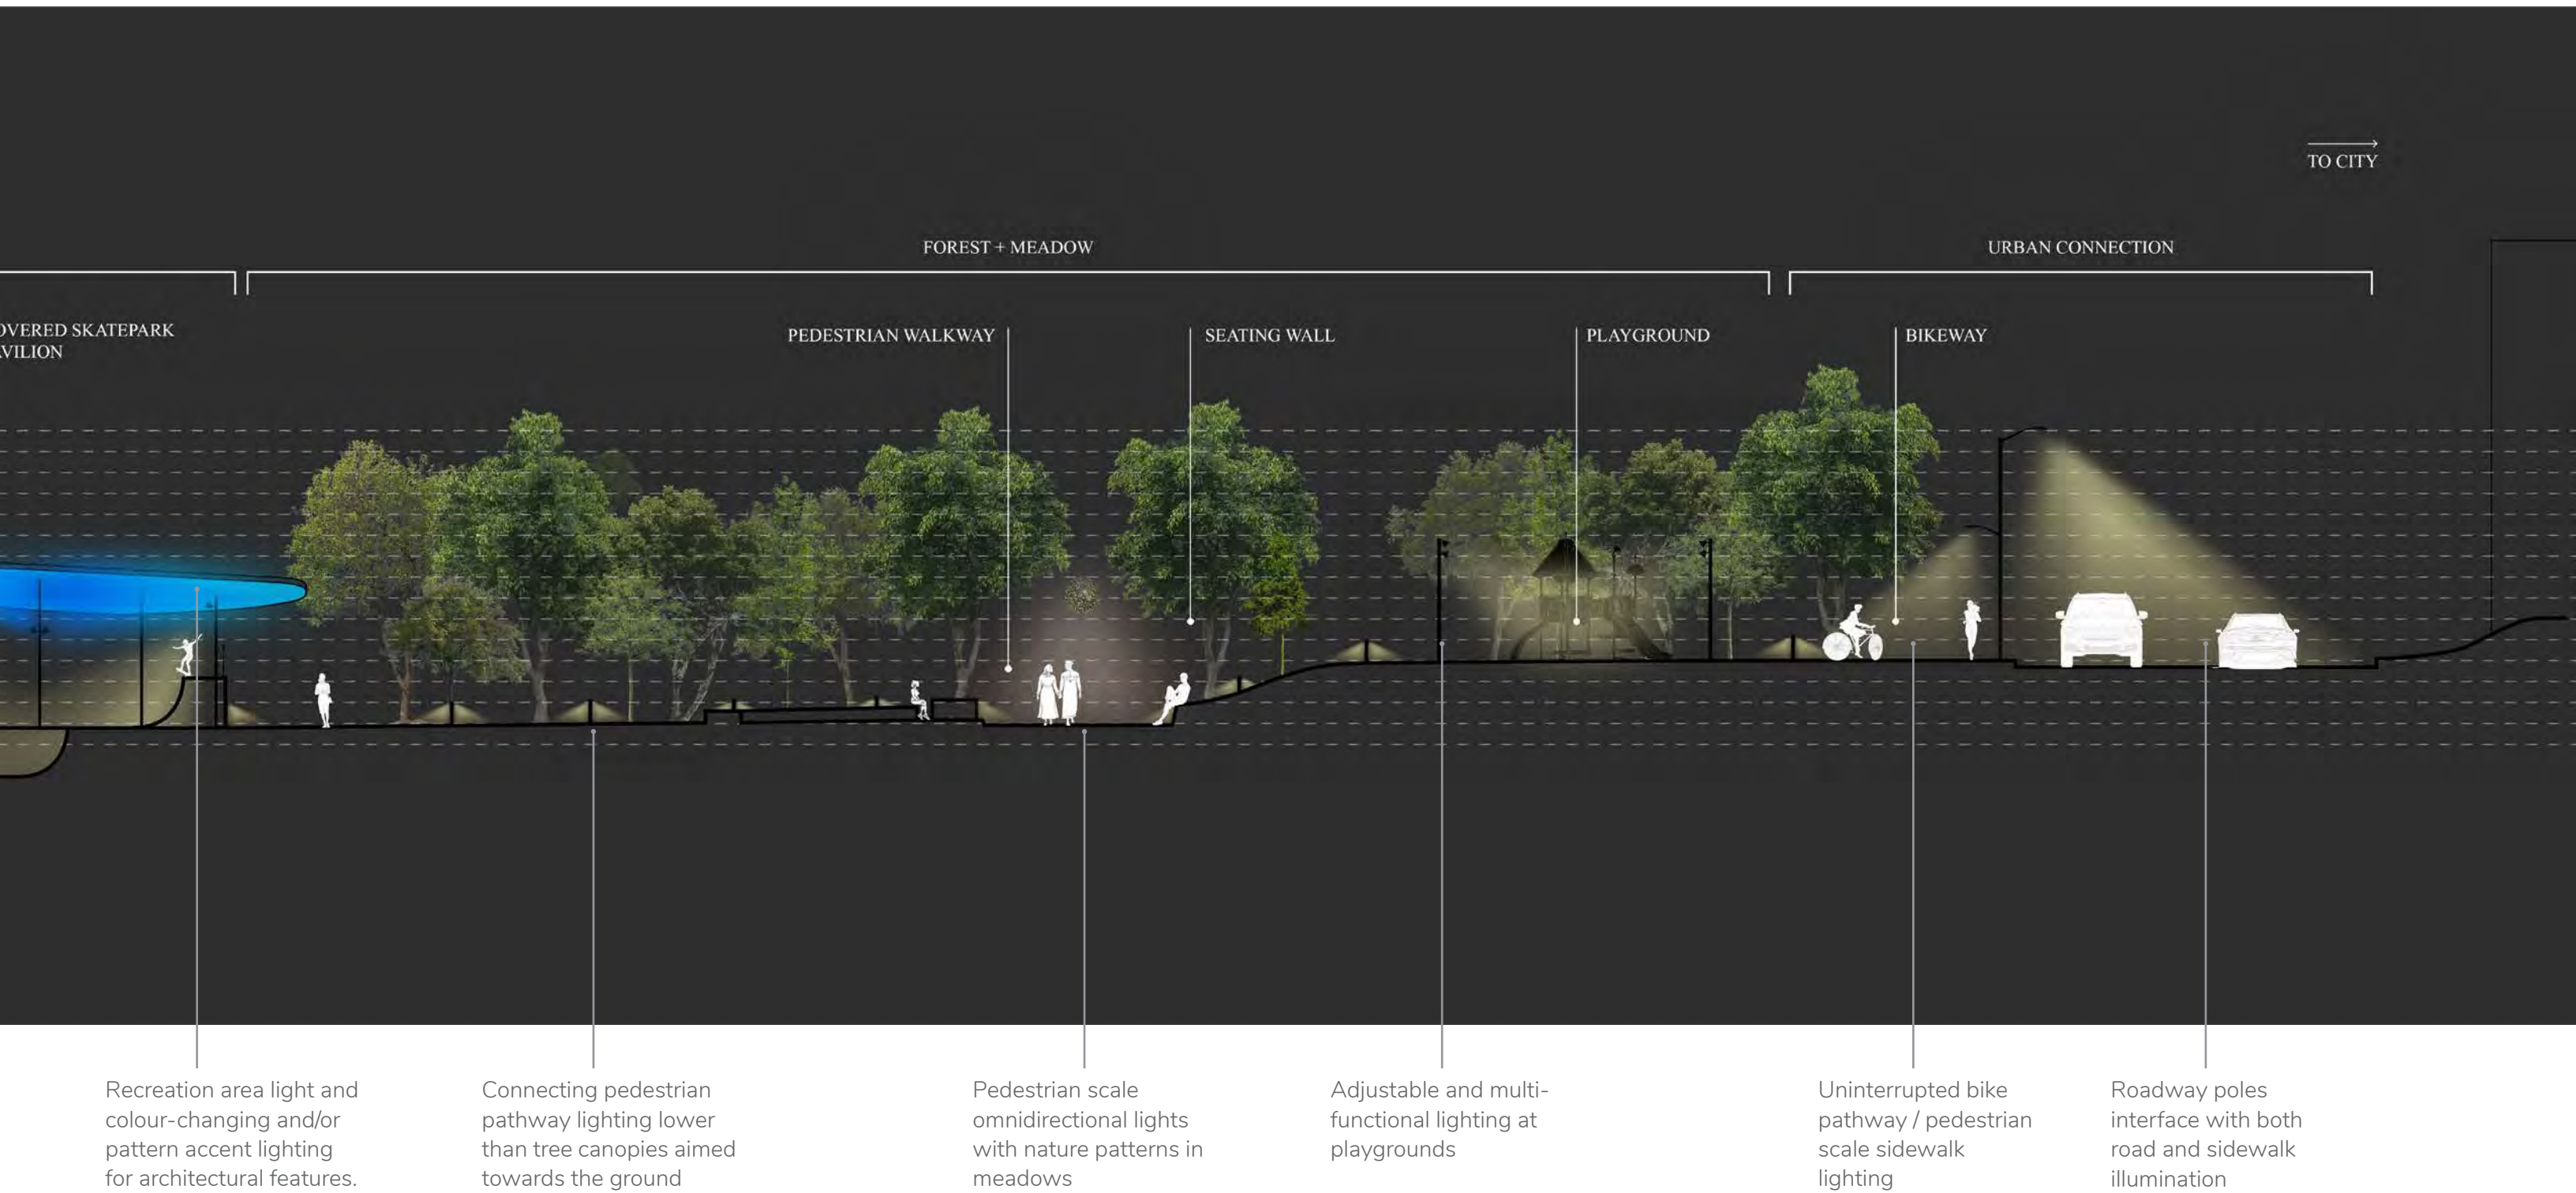 TO CITY
FOREST + MEADOW
URBAN CONNECTION
OVERED SKATEPARK
AVILION
PEDESTRIAN WALKWAY
SEATING WALL
PLAYGROUND
BIKEWAY
Recreation area light and
colour-changing and/or
pattern accent lighting
for architectural features.
Connecting pedestrian
pathway lighting lower
than tree canopies aimed
towards the ground
Pedestrian scale
omnidirectional lights
with nature patterns in
meadows
Adjustable and multi-
functional lighting at
playgrounds
Uninterrupted bike
pathway / pedestrian
scale sidewalk
lighting
Roadway poles
interface with both
road and sidewalk
illumination